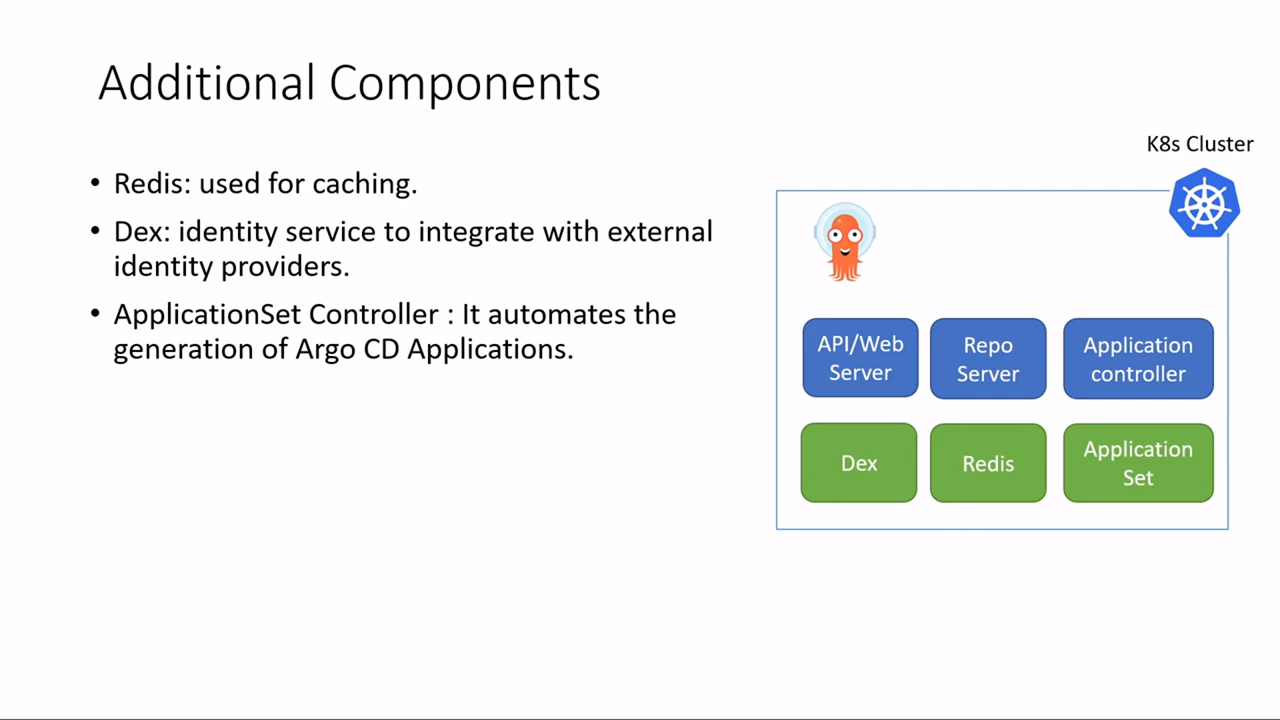 Additional Components
• Redis: used for caching.
• Dex: identity service to integrate with external
identity providers.
• ApplicationSet Controller : It automates the
generation of Argo CD Applications.
K8s Cluster
API/Web
Server
Repo
Server
Application
controller
Dex
Redis
Application
Set